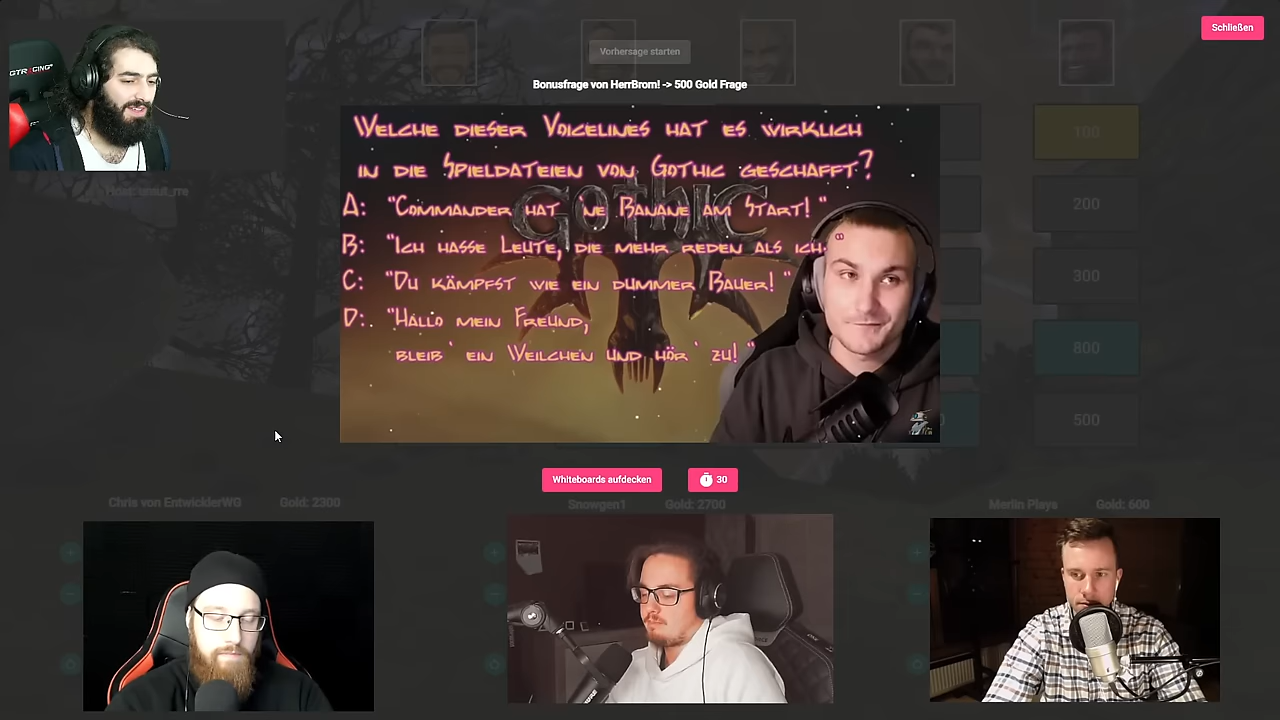 Schließen
Vorhersage starten
Bonusfrage von HerrBrom! -> 500 Gold Frage
GTRACING
Welche dieser Voicelines hat es wirklich
in die Spieldateien von Gothic geschafft?
GOTHIC
A: "Commander hat 'ne Banane am Start!"
B: "Ich hasse Leute, die mehr reden als ich
C: "Du kämpfst wie ein dummer Bauer!"
D: "Hallo mein Freund,
bleib' ein Weilchen und hör' zu!"
100
200
300
800
500
Whiteboards aufdecken
30
Chris von EntwicklerWG Gold: 2300
Snowgen1 Gold: 2700
Merlin Plays Gold: 600